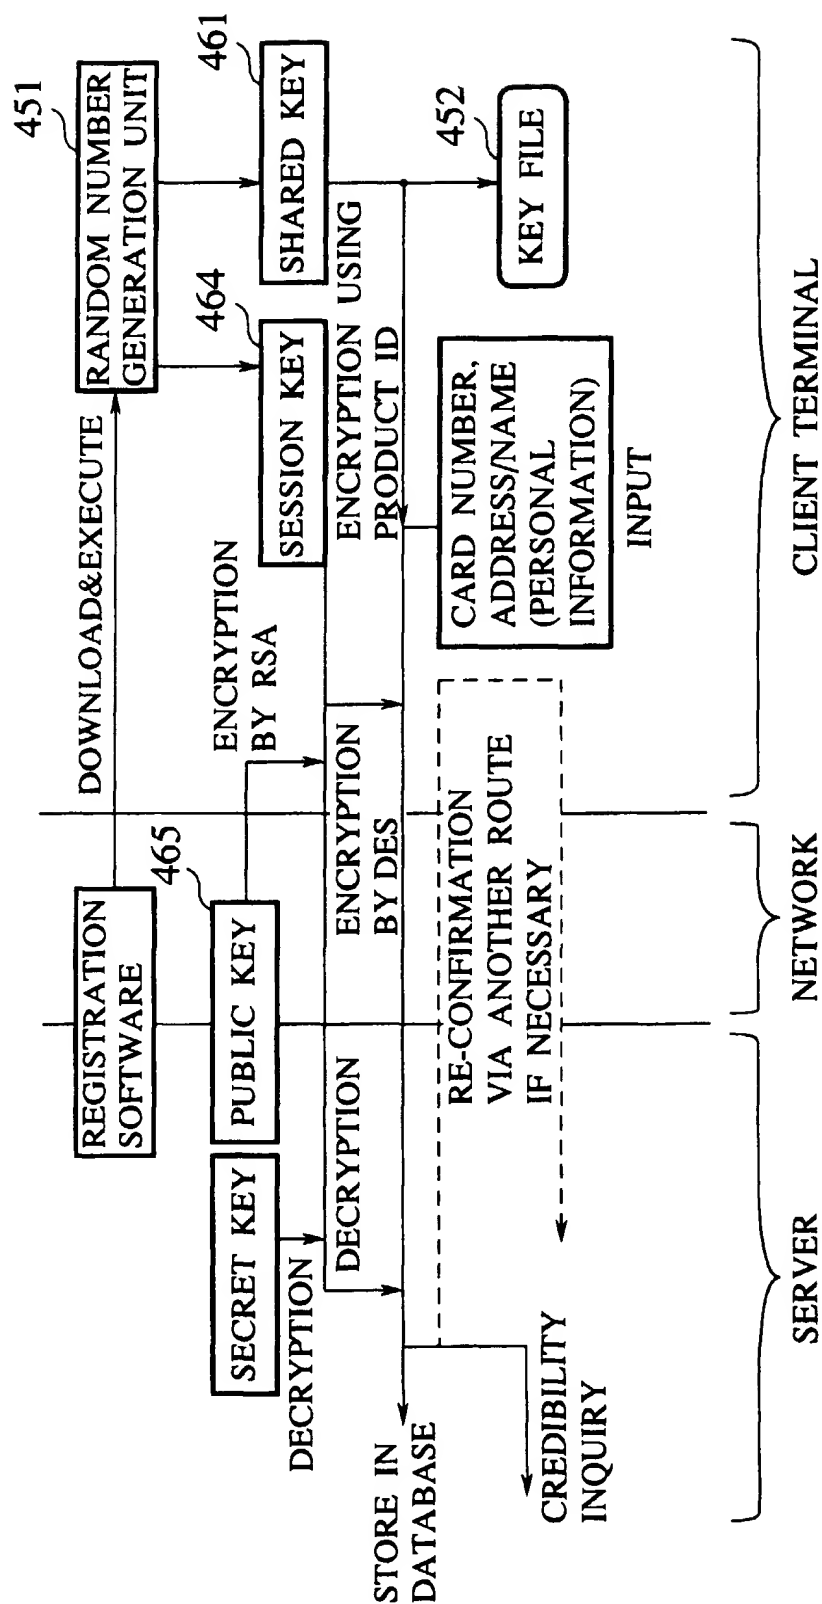 REGISTRATION
SOFTWARE
DOWNLOAD&EXECUTE
451
RANDOM NUMBER
GENERATION UNIT
SECRET KEY
PUBLIC KEY
465
ENCRYPTION
BY RSA
SESSION KEY
464
SHARED KEY
461
DECRYPTION
DECRYPTION
ENCRYPTION
BY DES
ENCRYPTION USING
PRODUCT ID
STORE IN
DATABASE
CREDIBILITY
INQUIRY
RE-CONFIRMATION
VIA ANOTHER ROUTE
IF NECESSARY
CARD NUMBER,
ADDRESS/NAME
(PERSONAL
INFORMATION)
INPUT
KEY FILE
452
SERVER
NETWORK
CLIENT TERMINAL